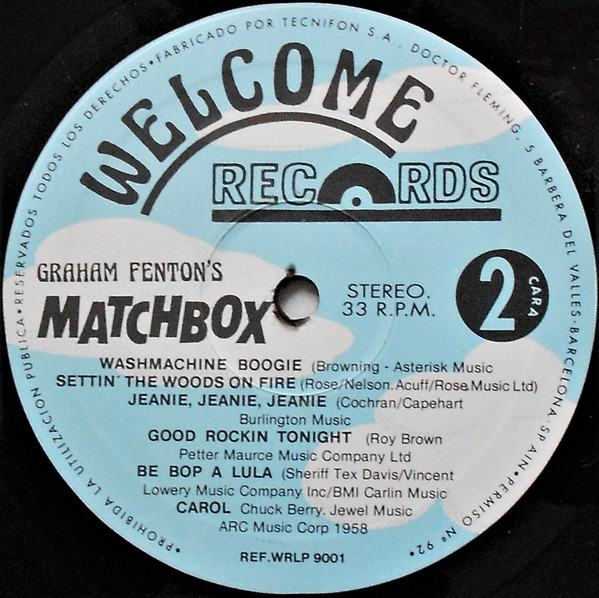 PROHIBIDA LA UTILIZACION PUBLICA•RESERVADOS TODOS LOS DERECHOS•FABRICADO POR TECNIFON S.A., DOCTOR FLEMING, 5 BARBERA DEL VALLES-BARCELONA-SPAIN•PERMISO Nº 92•
WELCOME
RECORDS
GRAHAM FENTON'S
MATCHBOX
STEREO.
33 R.P.M.
2
CARA
WASHMACHINE BOOGIE (Browning - Asterisk Music
SETTIN' THE WOODS ON FIRE (Rose/Nelson. Acuff/Rose Music Ltd)
JEANIE, JEANIE, JEANIE (Cochran/Capehart
Burlington Music
GOOD ROCKIN TONIGHT (Roy Brown
Petter Maurce Music Company Ltd
BE BOP A LULA (Sheriff Tex Davis/Vincent
Lowery Music Company Inc/BMI Carlin Music
CAROL Chuck Berry. Jewel Music
ARC Music Corp 1958
REF.WRLP 9001